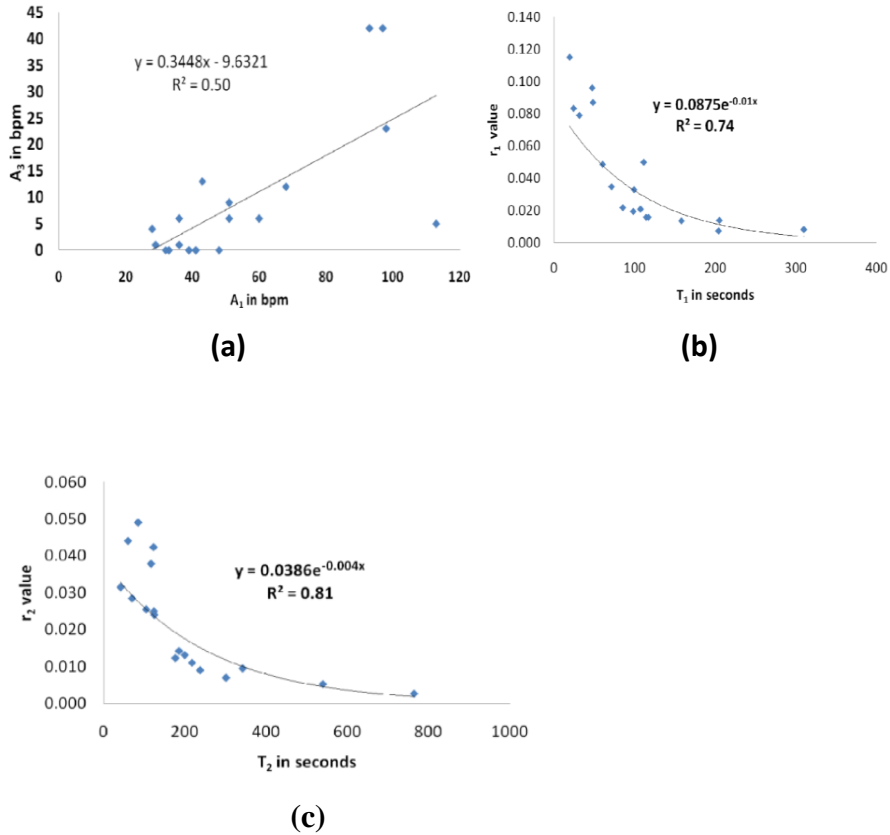 45
40
35
30
25
20
15
10
5
0
A3 in bpm
y = 0.3448x - 9.6321
R² = 0.50
0 20 40 60 80 100 120
A1 in bpm
(a)
0.140
0.120
0.100
0.080
0.060
0.040
0.020
0.000
r1 value
y = 0.0875e^-0.01x
R² = 0.74
0 100 200 300 400
T1 in seconds
(b)
0.060
0.050
0.040
0.030
0.020
0.010
0.000
r2 value
y = 0.0386e^-0.004x
R² = 0.81
0 200 400 600 800 1000
T2 in seconds
(c)